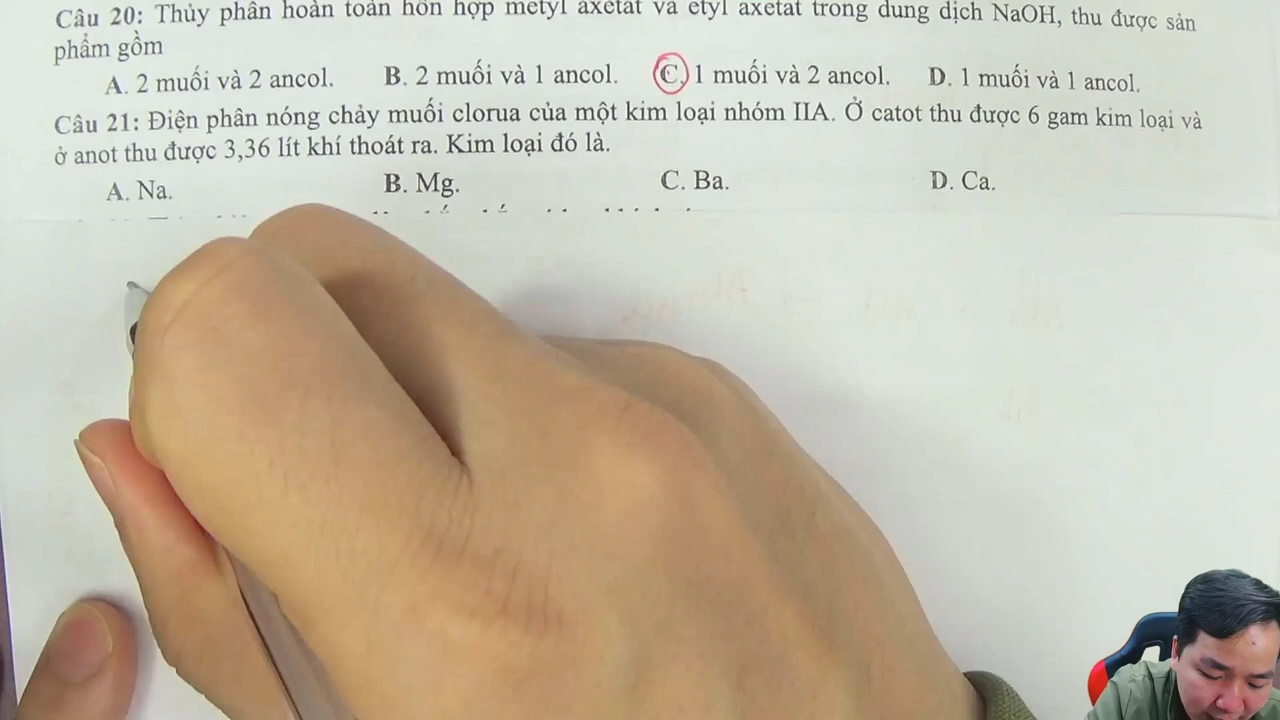 Câu 20: Thủy phân hoàn toàn hỗn hợp metyl axetat và etyl axetat trong dung dịch NaOH, thu được sản
phẩm gồm
A. 2 muối và 2 ancol. B. 2 muối và 1 ancol. C. 1 muối và 2 ancol. D. 1 muối và 1 ancol.
Câu 21: Điện phân nóng chảy muối clorua của một kim loại nhóm IIA. Ở catot thu được 6 gam kim loại và
ở anot thu được 3,36 lít khí thoát ra. Kim loại đó là.
A. Na. B. Mg. C. Ba. D. Ca.